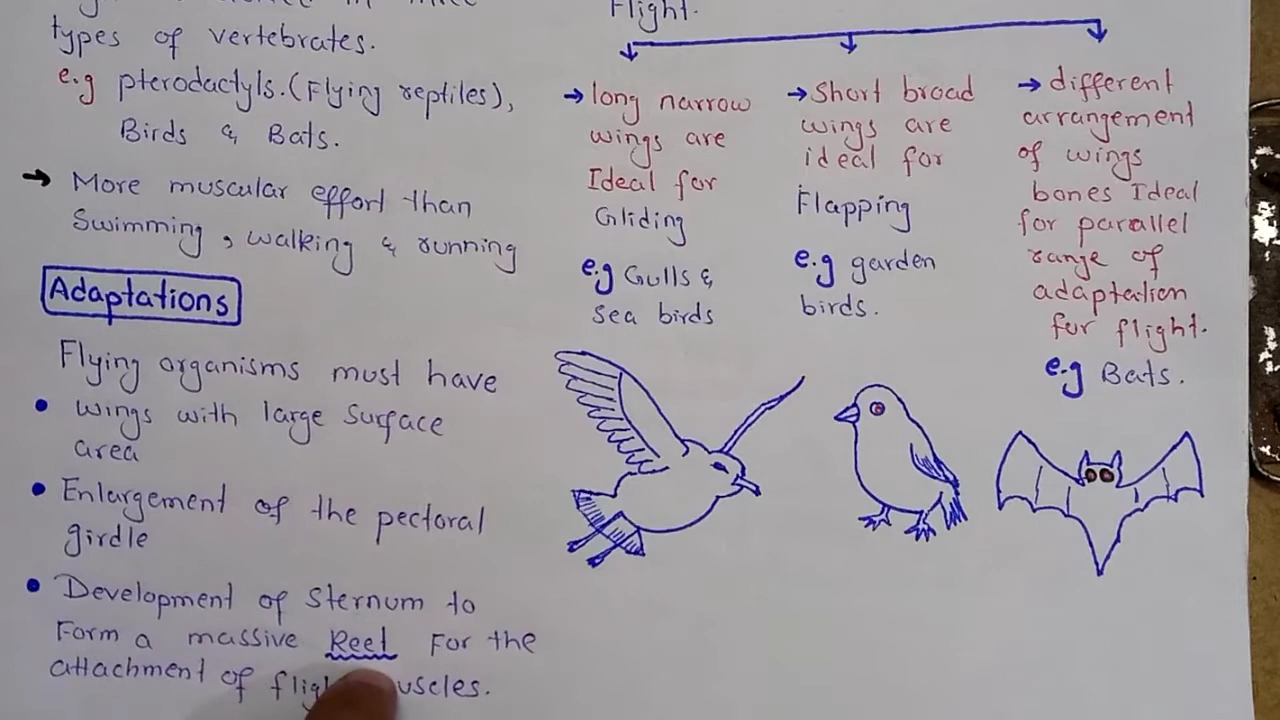 types of vertebrates.
e.g pterodactyls.(Flying reptiles),
Birds & Bats.
→ More muscular effort than
Swimming, walking & running
Adaptations
Flying organisms must have
• wings with large surface
area
• Enlargement of the pectoral
girdle
• Development of Sternum to
Form a massive Reel For the
attachment of uscles.
Flight.
→ long narrow
wings are
Ideal for
Gliding
e.g Gulls &
sea birds
→ Short broad
wings are
ideal for
Flapping
e.g garden
birds.
→ different
arrangement
of wings
bones Ideal
for parallel
range of
adaptation
for flight.
e.g Bats.